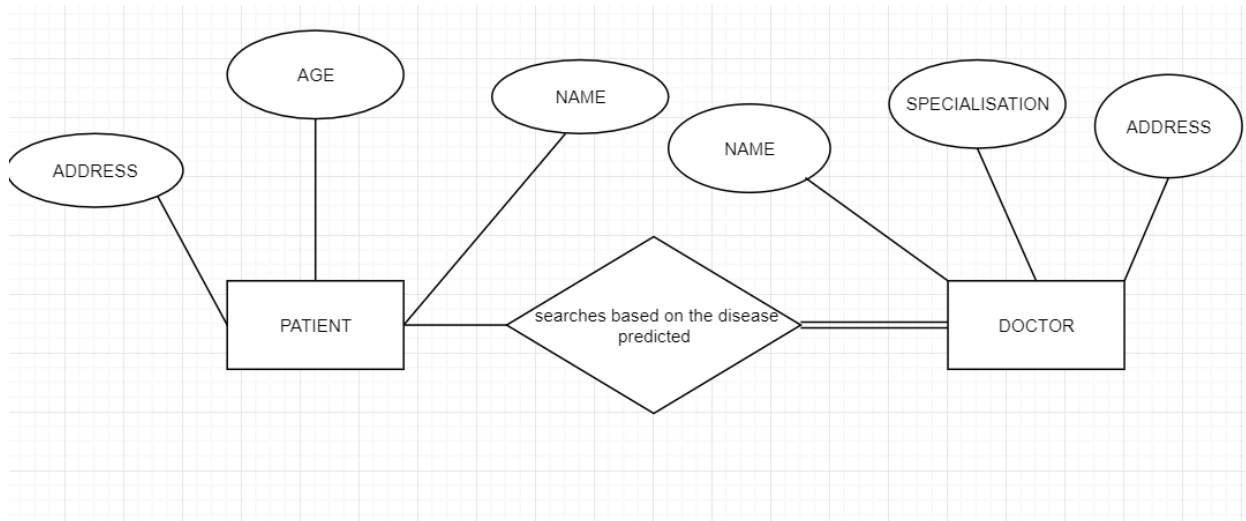 AGE
NAME
SPECIALISATION
ADDRESS
NAME
ADDRESS
searches based on the disease
predicted
PATIENT
DOCTOR